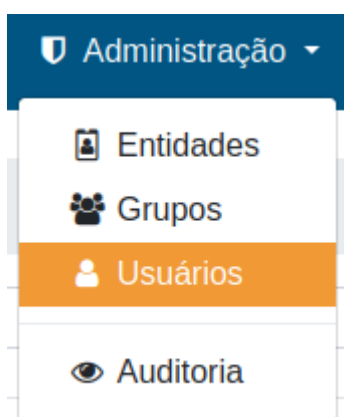 Administração
Entidades
Grupos
Usuários
Auditoria